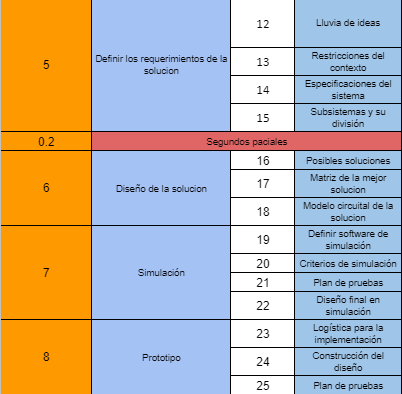 5
Definir los requerimientos de la
solucion
12
Lluvia de ideas
13
Restricciones del
contexto
14
Especificaciones del
sistema
15
Subsistemas y su
división
0.2
Segundos paciales
6
Diseño de la solucion
16
Posibles soluciones
17
Matriz de la mejor
solucion
18
Modelo circuital de la
solucion
7
Simulación
19
Definir software de
simulación
20
Criterios de simulación
21
Plan de pruebas
22
Diseño final en
simulación
8
Prototipo
23
Logística para la
implementación
24
Construcción del
diseño
25
Plan de pruebas